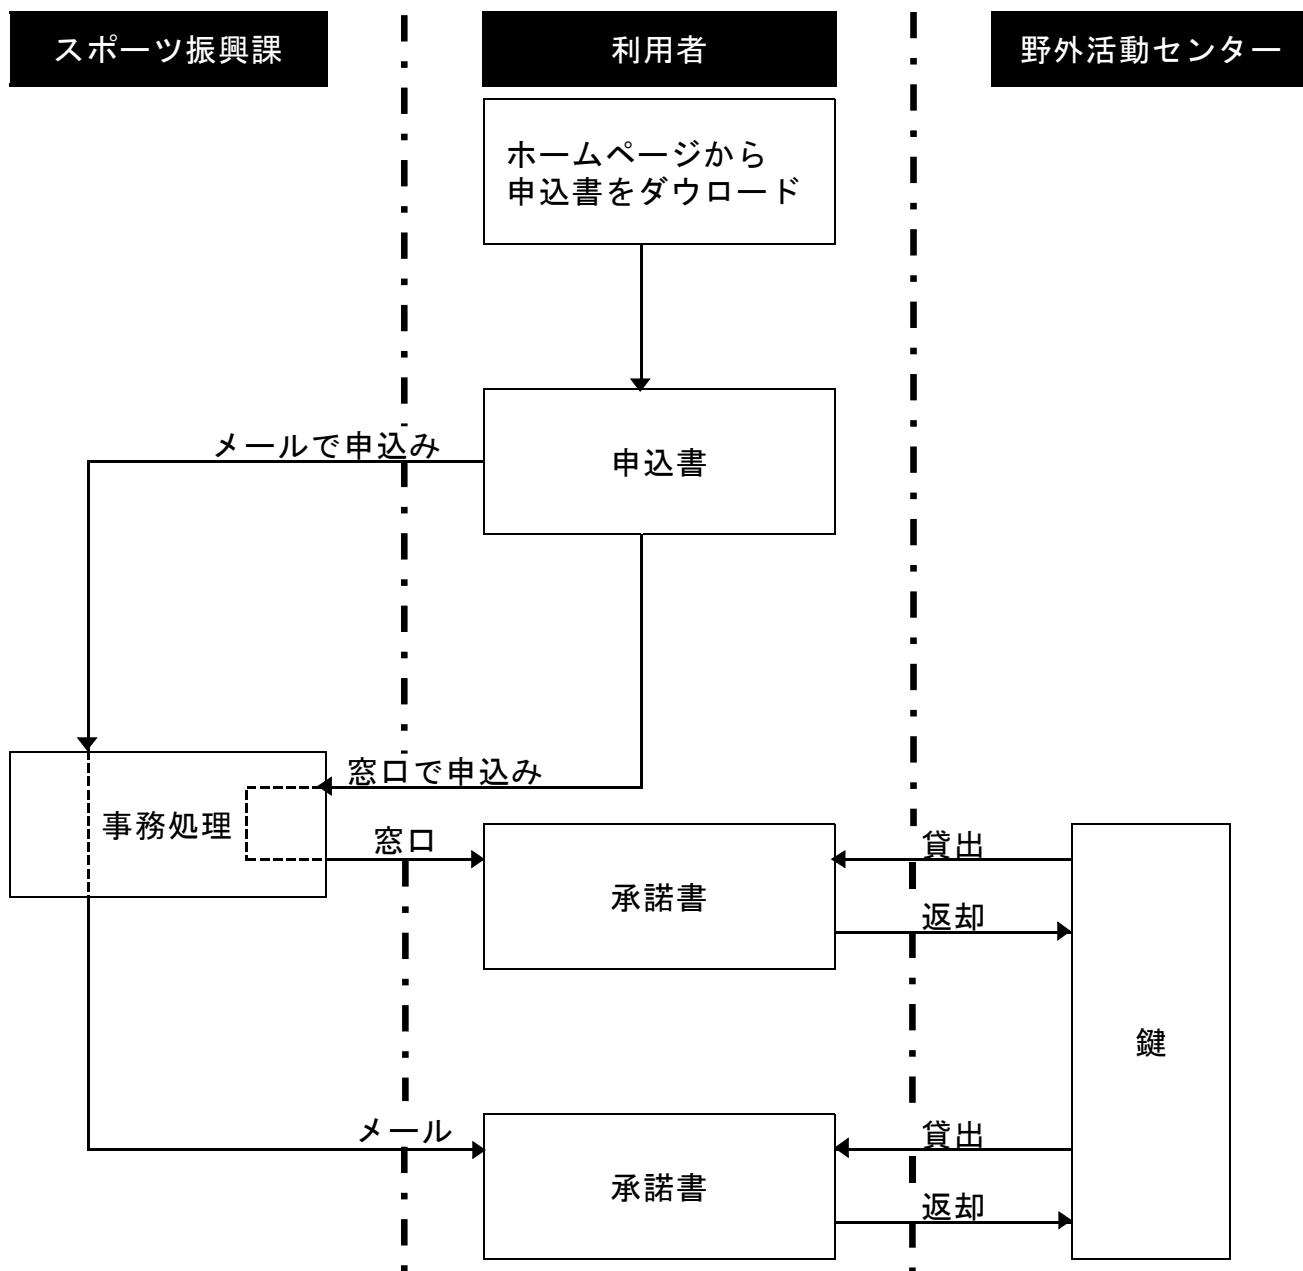 スポーツ振興課
利用者
野外活動センター
ホームページから
申込書をダウロード
メールで申込み
申込書
窓口で申込み
事務処理
窓口
貸出
承諾書
返却
鍵
メール
貸出
承諾書
返却